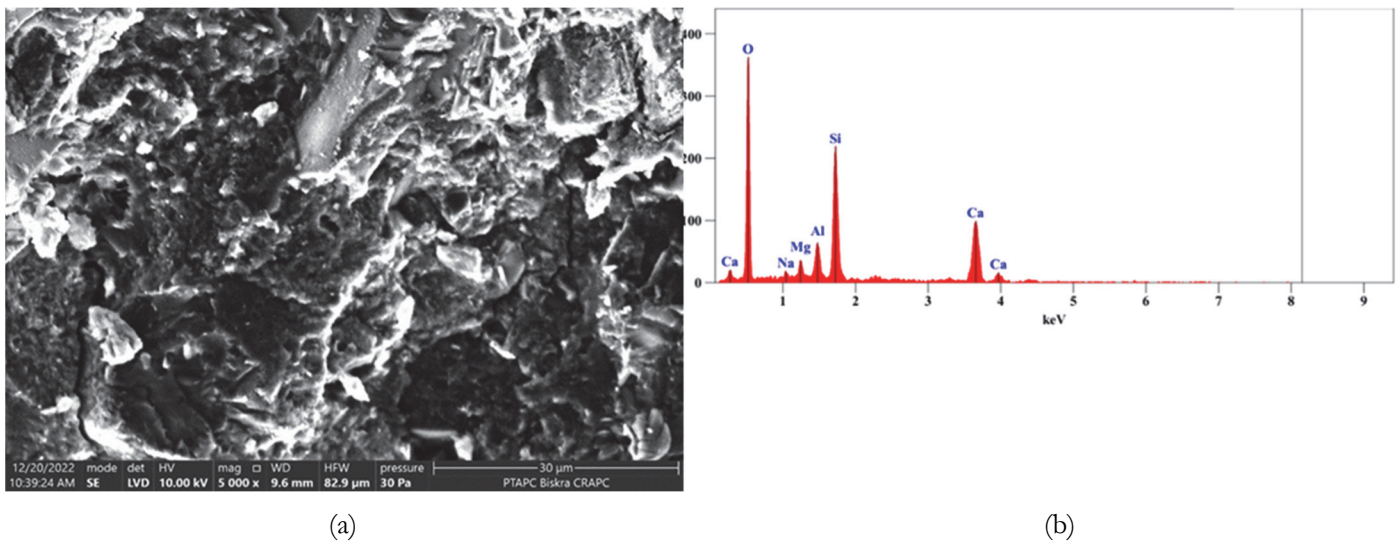 12/20/2022 mode det HV mag □ WD HFW pressure 30 µm
10:39:24 AM SE LVD 10.00 kV 5 000 x 9.6 mm 82.9 µm 30 Pa PTAPC Biskra CRAPC
(a)
400
300
200
100
0
O
Si
Ca
Al
Mg
Ca
Na
Ca
1 2 3 4 5 6 7 8 9
keV
(b)